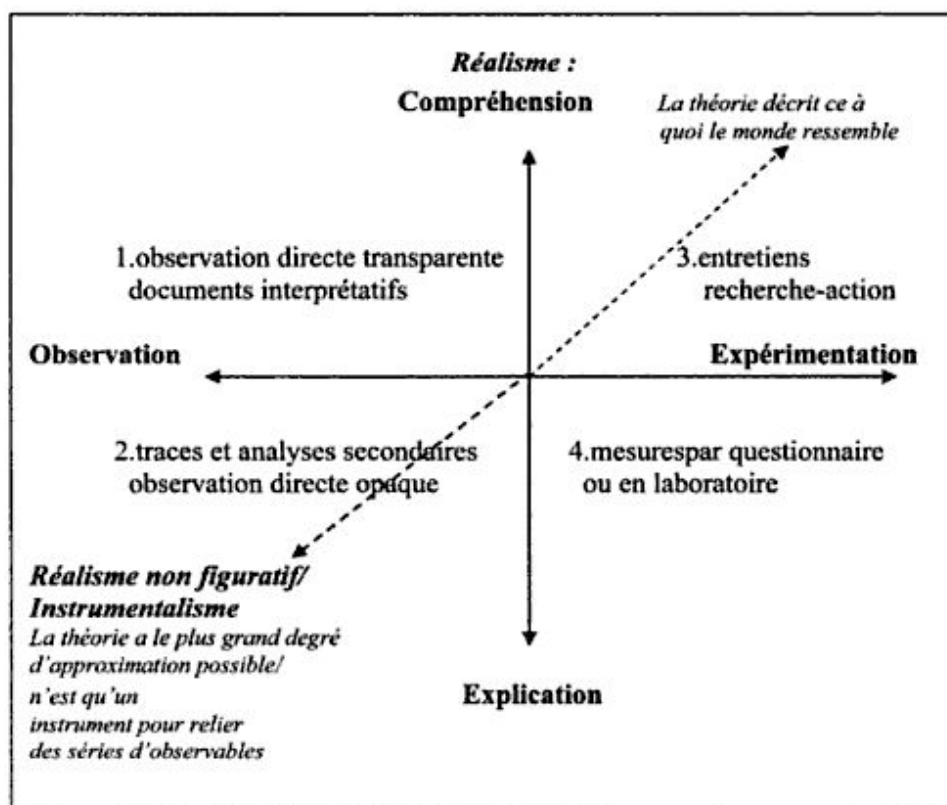 Réalisme :
Compréhension
La théorie décrit ce à
quoi le monde ressemble
1.observation directe transparente
documents interprétatifs
3.entretiens
recherche-action
Observation
Expérimentation
2.traces et analyses secondaires
observation directe opaque
4.mesurespar questionnaire
ou en laboratoire
Réalisme non figuratif/
Instrumentalisme
La théorie a le plus grand degré
d'approximation possible/
n'est qu'un
instrument pour relier
des séries d'observables
Explication